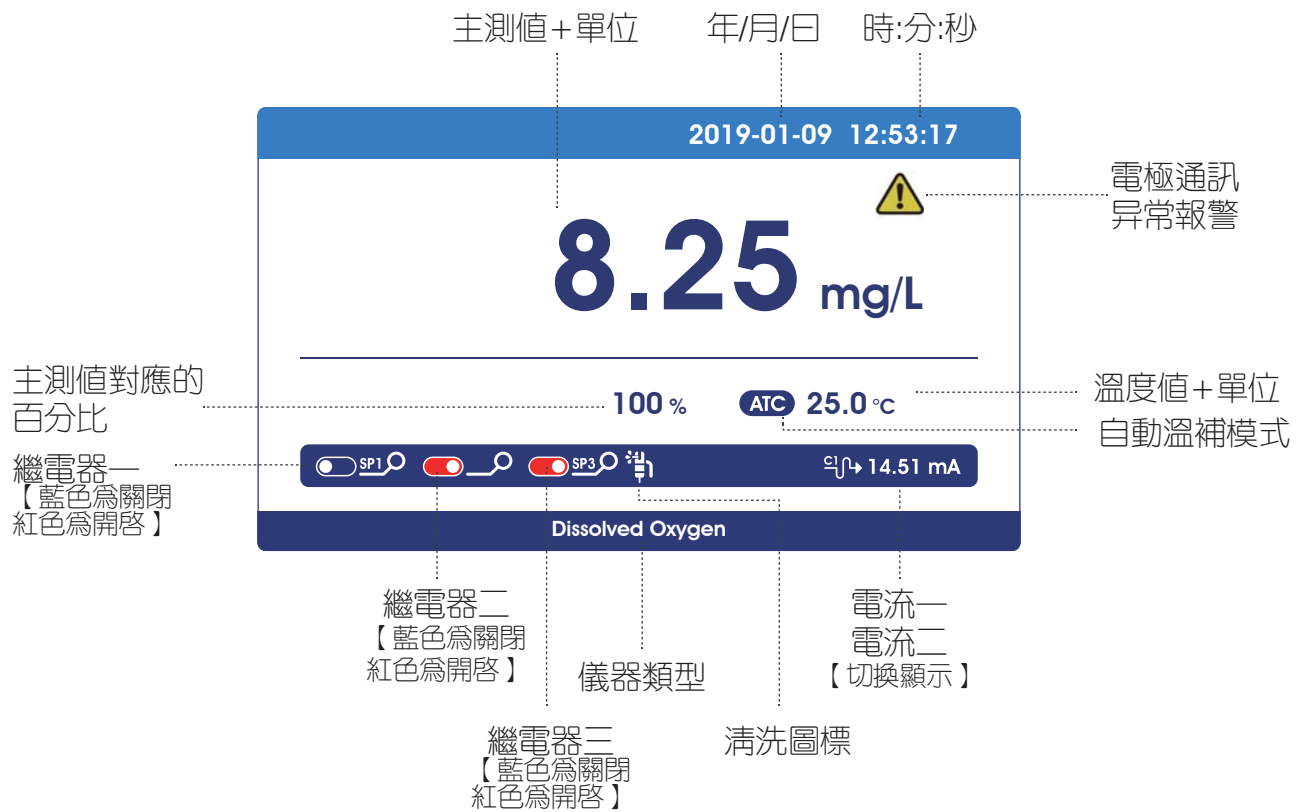 主測值+單位
年/月/日
時:分:秒
2019-01-09 12:53:17
電極通訊
异常報警
8.25 mg/L
主測值對應的
百分比
100 %
ATC 25.0 °C
溫度值+單位
自動溫補模式
繼電器一
【藍色爲關閉
紅色爲開啓】
SP1
SP3
C1 14.51 mA
Dissolved Oxygen
繼電器二
【藍色爲關閉
紅色爲開啓】
儀器類型
電流一
電流二
【切換顯示】
繼電器三
【藍色爲關閉
紅色爲開啓】
清洗圖標